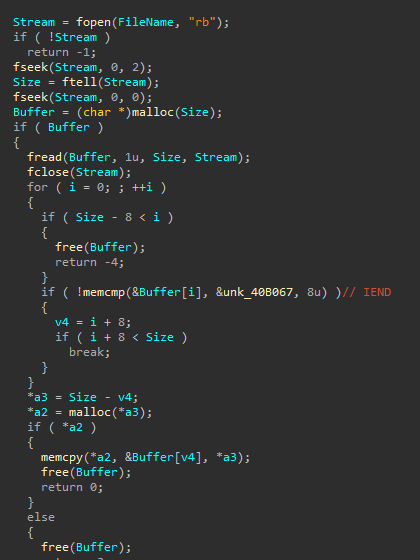 Stream = fopen(FileName, "rb");
if ( !Stream )
return -1;
fseek(Stream, 0, 2);
Size = ftell(Stream);
fseek(Stream, 0, 0);
Buffer = (char *)malloc(Size);
if ( Buffer )
{
fread(Buffer, 1u, Size, Stream);
fclose(Stream);
for ( i = 0; ; ++i )
{
if ( Size - 8 < i )
{
free(Buffer);
return -4;
}
if ( !memcmp(&Buffer[i], &unk_40B067, 8u) )// IEND
{
v4 = i + 8;
if ( i + 8 < Size )
break;
}
}
*a3 = Size - v4;
*a2 = malloc(*a3);
if ( *a2 )
{
memcpy(*a2, &Buffer[v4], *a3);
free(Buffer);
return 0;
}
else
{
free(Buffer);